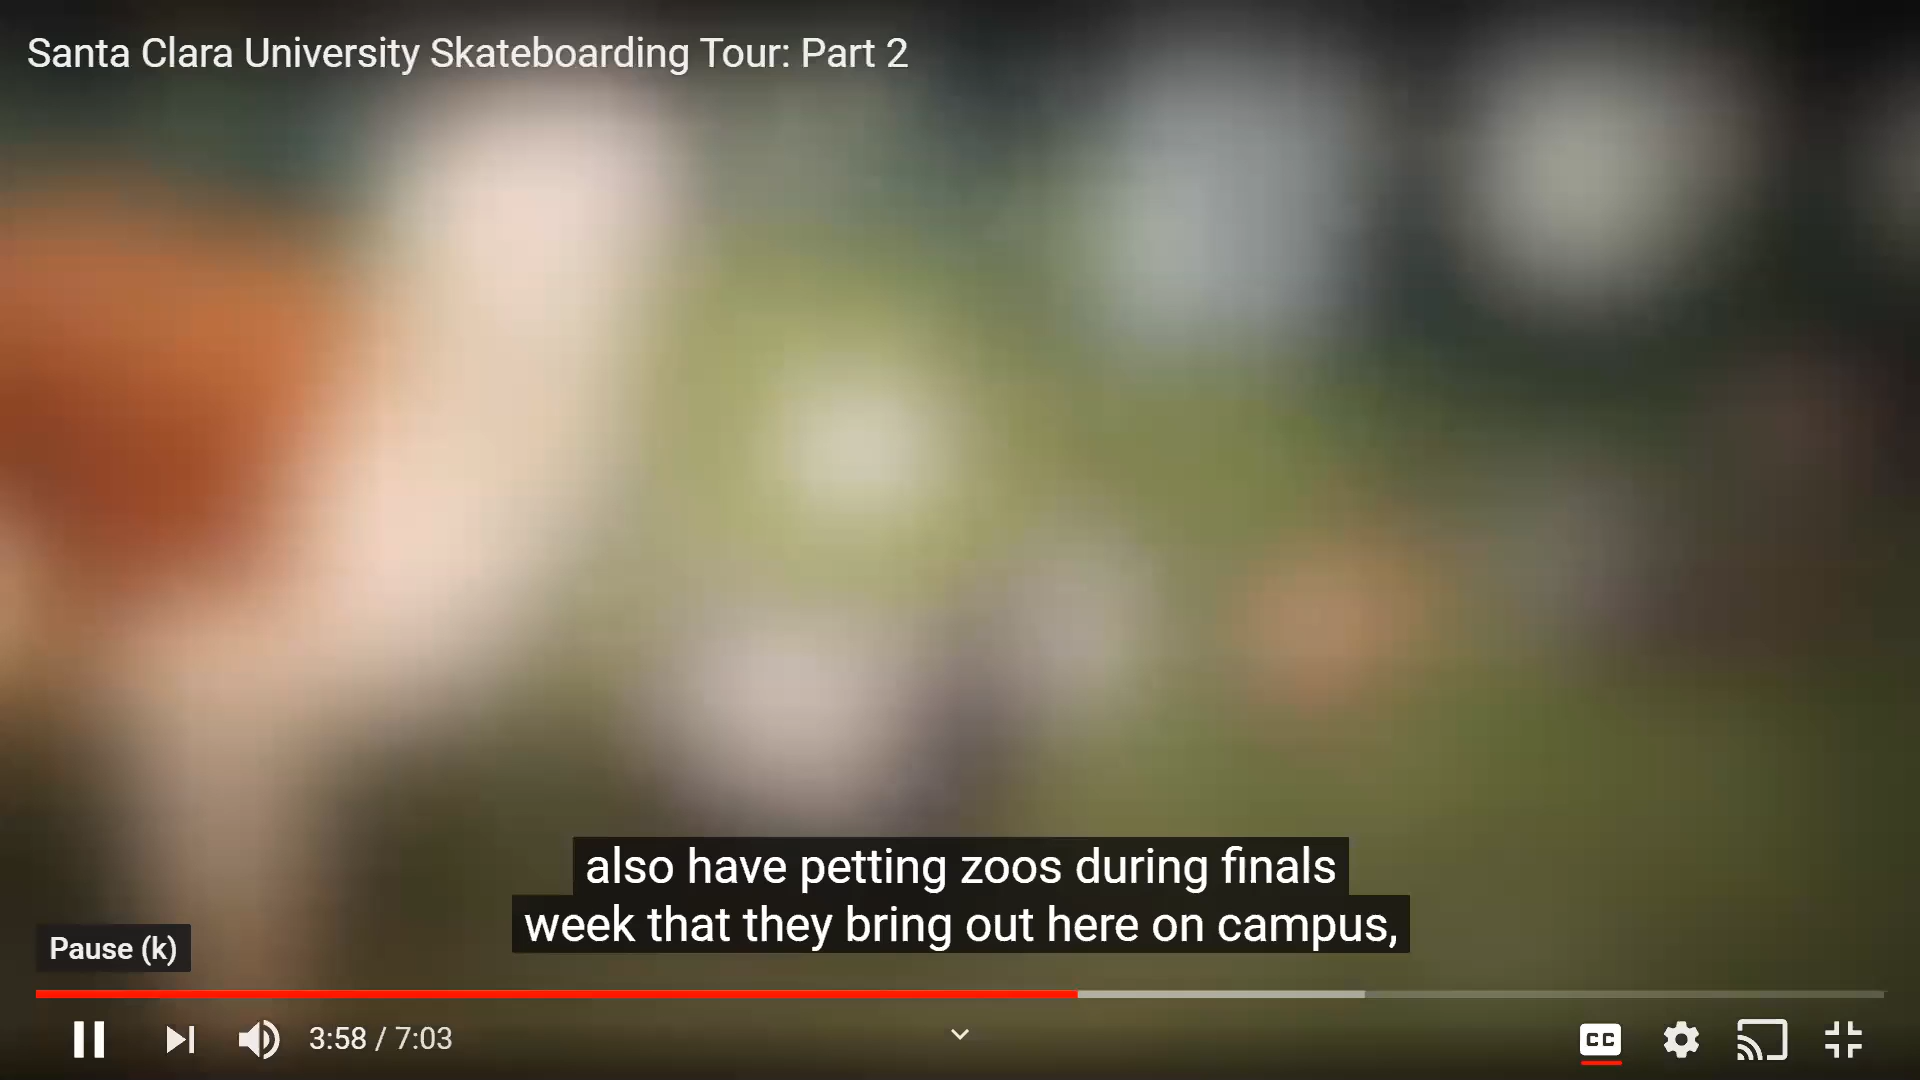 Santa Clara University Skateboarding Tour: Part 2
also have petting zoos during finals
week that they bring out here on campus,
Pause (k)
3:58 / 7:03
CC